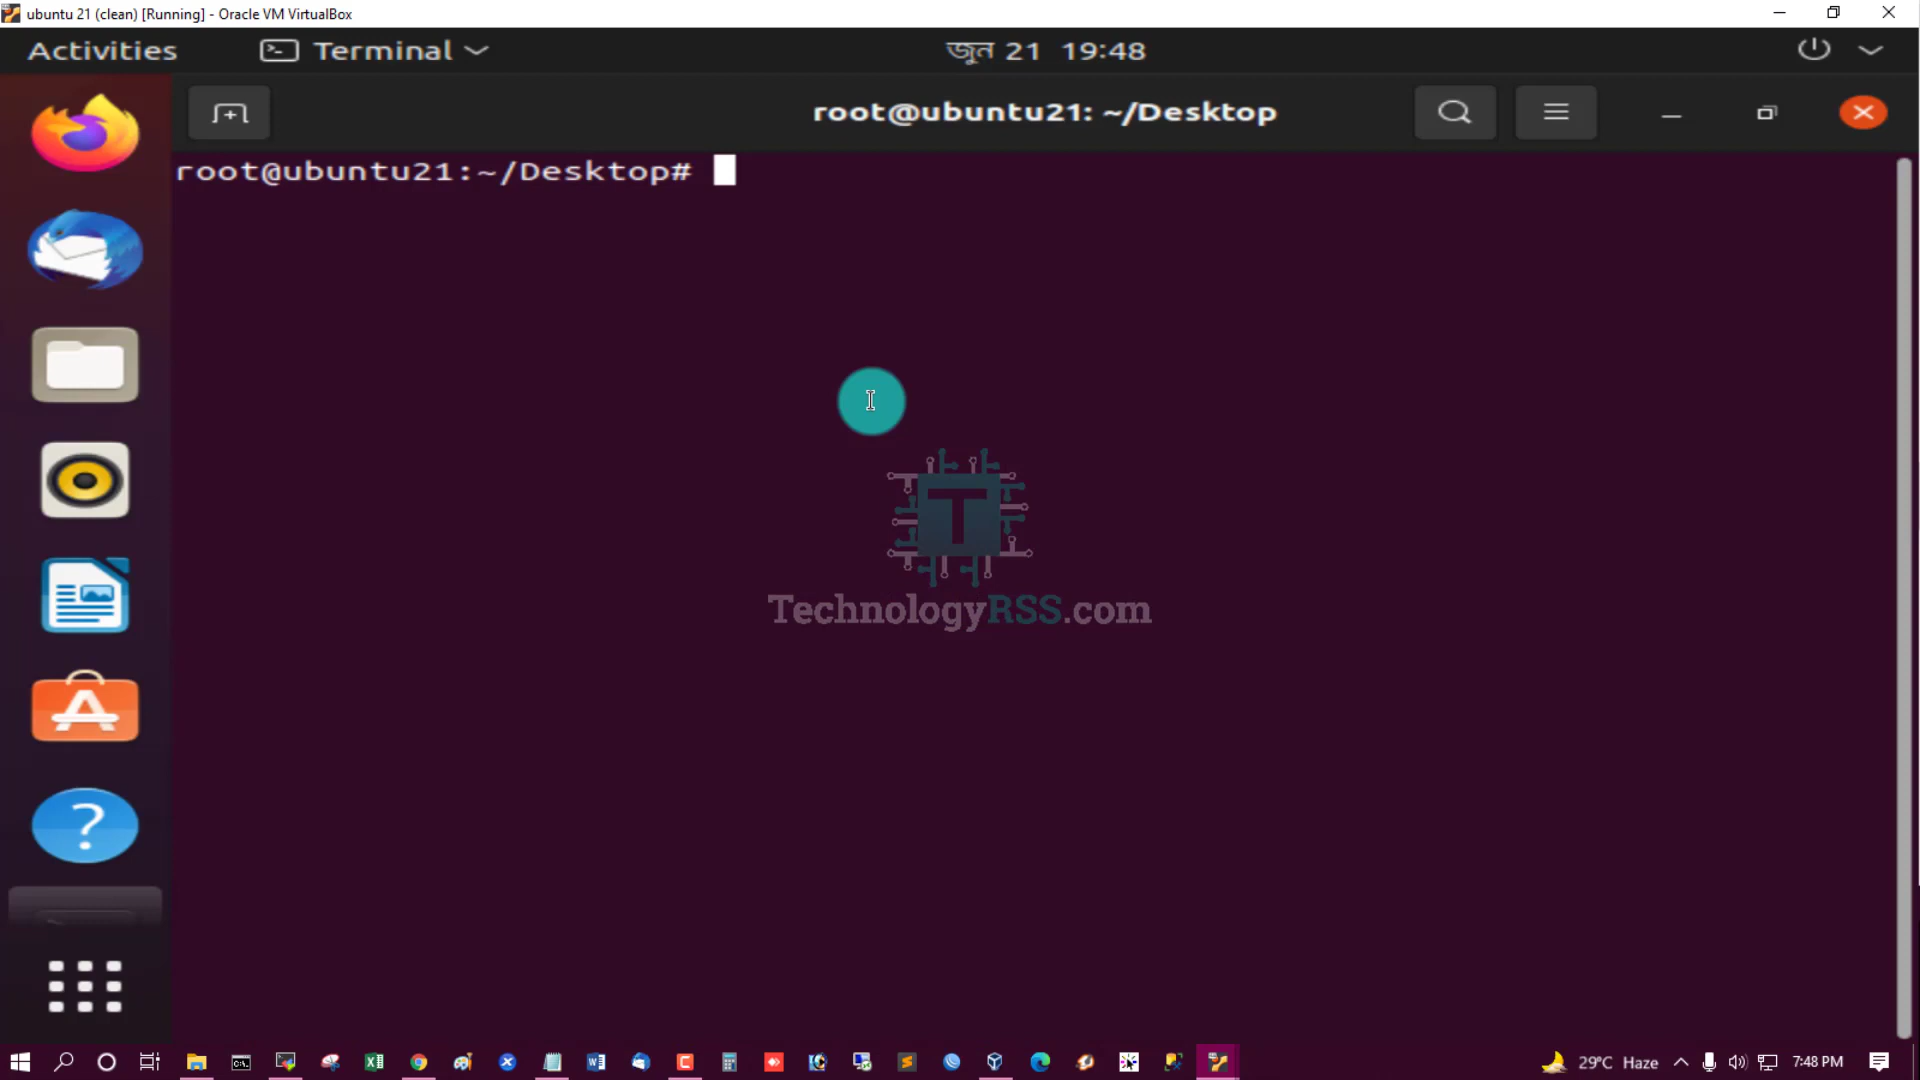 ubuntu 21 (clean) [Running] - Oracle VM VirtualBox
Activities Terminal জুন 21 19:48
root@ubuntu21: ~/Desktop
root@ubuntu21:~/Desktop#
T
TechnologyRSS.com
29°C Haze 7:48 PM